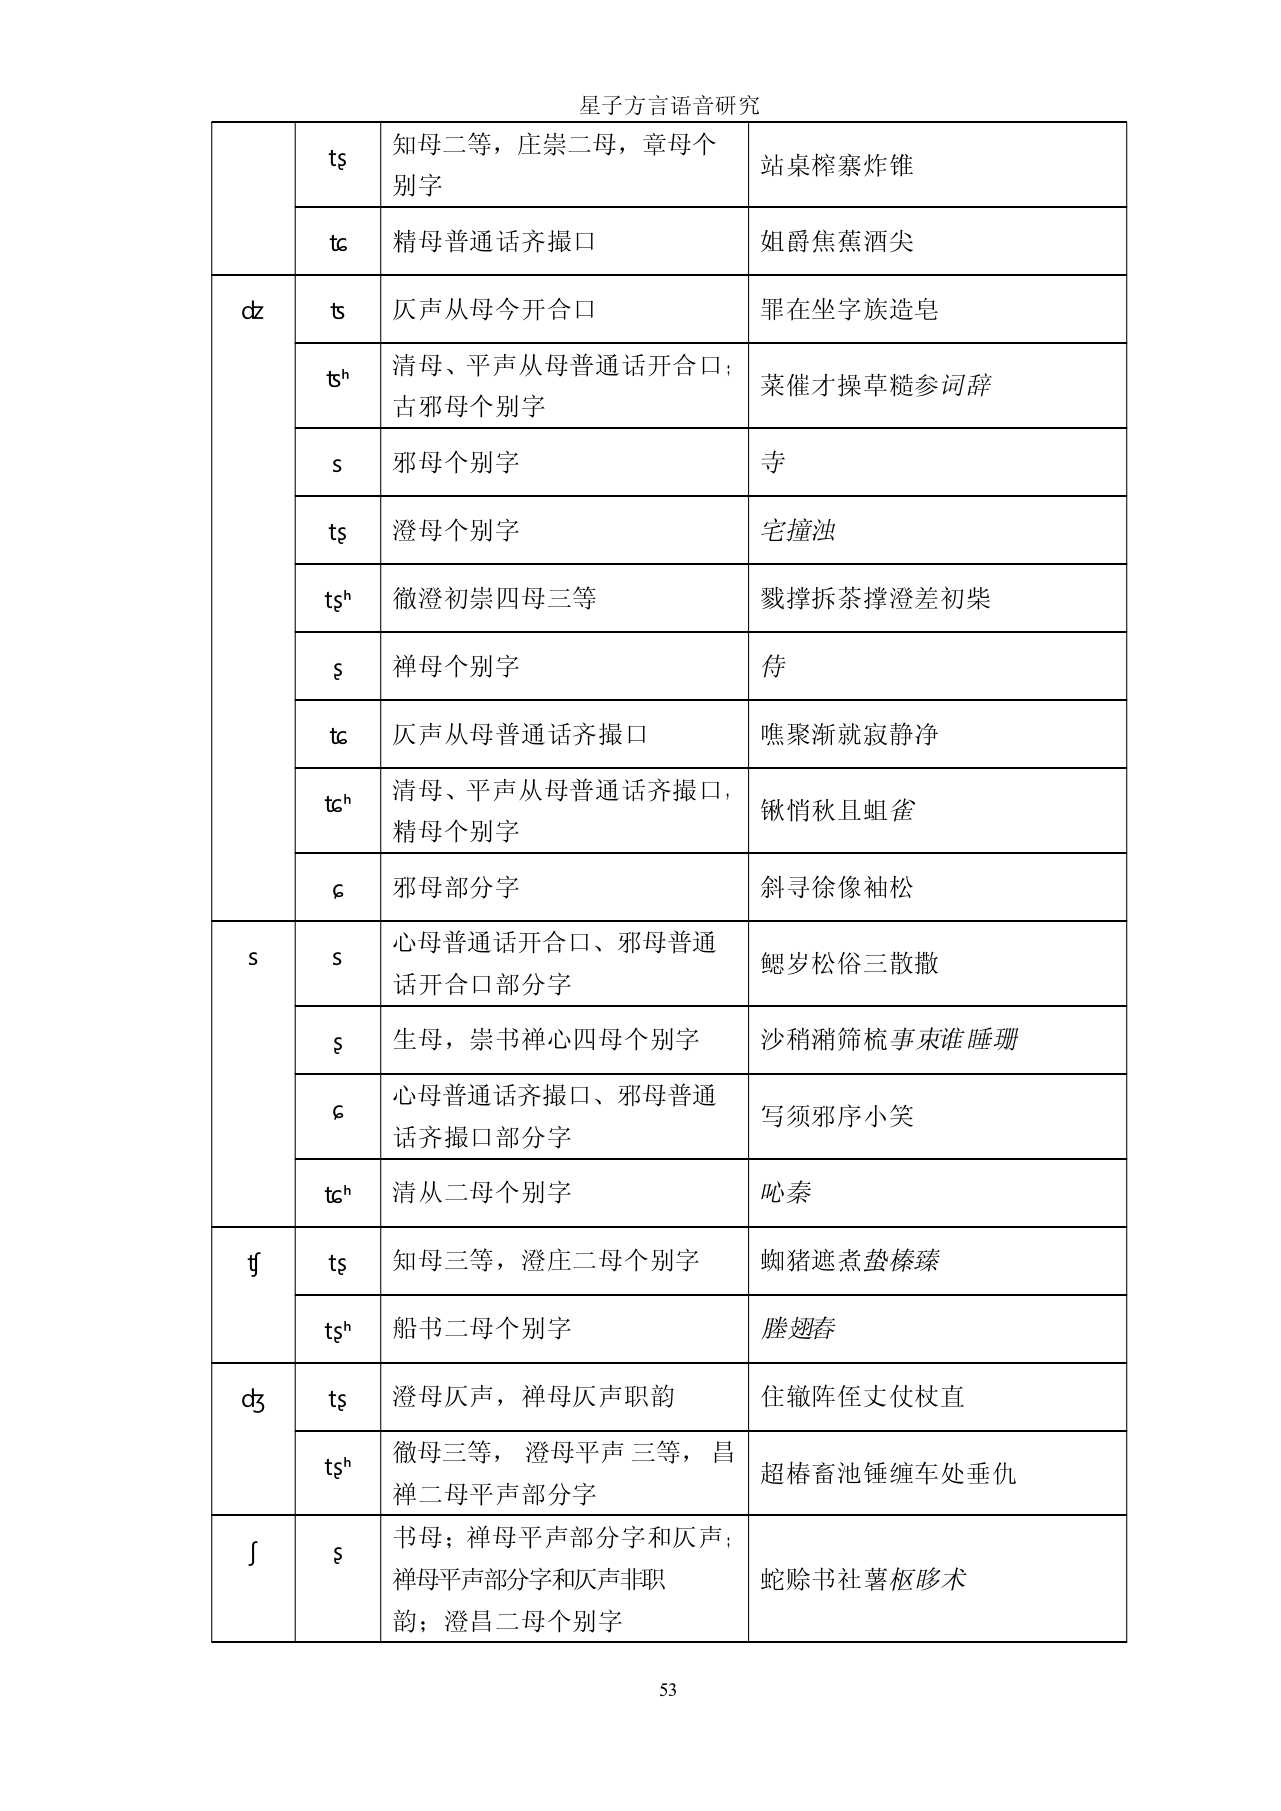 星子方言语音研究
tʂ 知母二等，庄崇二母，章母个
别字 站桌榨寨炸锥
tɕ 精母普通话齐撮口 姐爵焦蕉酒尖
dz ts 仄声从母今开合口 罪在坐字族造皂
tsʰ 清母、平声从母普通话开合口；
古邪母个别字 菜催才操草糙参词辞
s 邪母个别字 寺
tʂ 澄母个别字 宅撞浊
tʂʰ 徹澄初崇四母三等 戮撑拆茶撑澄差初柴
ʂ 禅母个别字 侍
tɕ 仄声从母普通话齐撮口 噍聚渐就寂静净
tɕʰ 清母、平声从母普通话齐撮口，
精母个别字 锹悄秋且蛆雀
ɕ 邪母部分字 斜寻徐像袖松
s s 心母普通话开合口、邪母普通
话开合口部分字 鳃岁松俗三散撒
ʂ 生母，崇书禅心四母个别字 沙稍潲筛梳事束谁睡珊
ɕ 心母普通话齐撮口、邪母普通
话齐撮口部分字 写须邪序小笑
tɕʰ 清从二母个别字 吣秦
tʃ tʂ 知母三等，澄庄二母个别字 蜘猪遮煮蛰榛臻
tʂʰ 船书二母个别字 塍翅舂
dʒ tʂ 澄母仄声，禅母仄声职韵 住辙阵侄丈仗杖直
tʂʰ 徹母三等， 澄母平声 三等， 昌
禅二母平声部分字 超椿畜池锤缠车处垂仇
ʃ ʂ 书母；禅母平声部分字和仄声；
禅母平声部分字和仄声非职
韵；澄昌二母个别字 蛇赊书社薯枢眵术
53